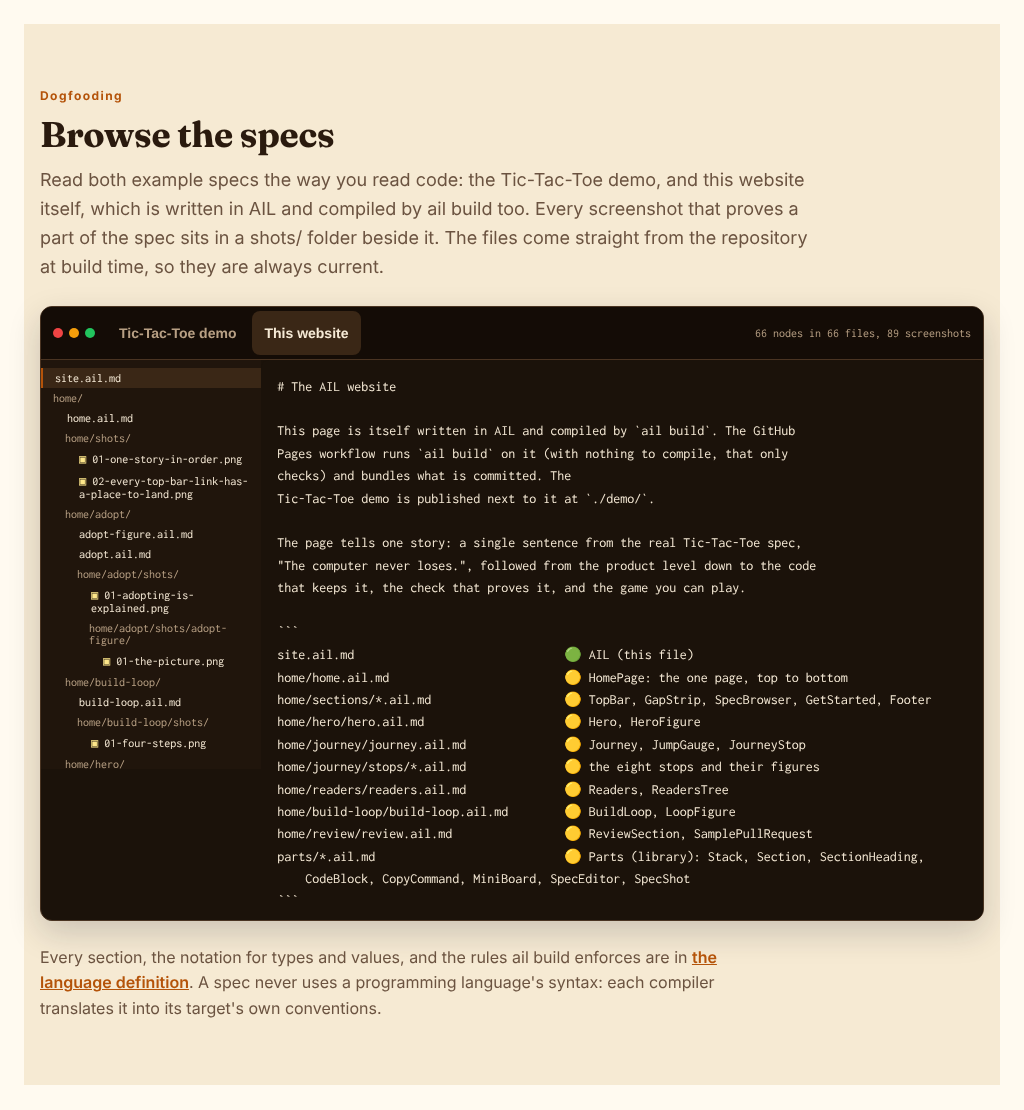 Dogfooding
Browse the specs
Read both example specs the way you read code: the Tic-Tac-Toe demo, and this website
itself, which is written in AIL and compiled by ail build too. Every screenshot that proves a
part of the spec sits in a shots/ folder beside it. The files come straight from the repository
at build time, so they are always current.
Tic-Tac-Toe demo
This website
66 nodes in 66 files, 89 screenshots
site.ail.md
home/
home.ail.md
home/shots/
▣ 01-one-story-in-order.png
▣ 02-every-top-bar-link-has-
a-place-to-land.png
home/adopt/
adopt-figure.ail.md
adopt.ail.md
home/adopt/shots/
▣ 01-adopting-is-
explained.png
home/adopt/shots/adopt-
figure/
▣ 01-the-picture.png
home/build-loop/
build-loop.ail.md
home/build-loop/shots/
▣ 01-four-steps.png
home/hero/
# The AIL website
This page is itself written in AIL and compiled by `ail build`. The GitHub
Pages workflow runs `ail build` on it (with nothing to compile, that only
checks) and bundles what is committed. The
Tic-Tac-Toe demo is published next to it at `./demo/`.
The page tells one story: a single sentence from the real Tic-Tac-Toe spec,
"The computer never loses.", followed from the product level down to the code
that keeps it, the check that proves it, and the game you can play.
```
site.ail.md 🟢 AIL (this file)
home/home.ail.md 🟡 HomePage: the one page, top to bottom
home/sections/*.ail.md 🟡 TopBar, GapStrip, SpecBrowser, GetStarted, Footer
home/hero/hero.ail.md 🟡 Hero, HeroFigure
home/journey/journey.ail.md 🟡 Journey, JumpGauge, JourneyStop
home/journey/stops/*.ail.md 🟡 the eight stops and their figures
home/readers/readers.ail.md 🟡 Readers, ReadersTree
home/build-loop/build-loop.ail.md 🟡 BuildLoop, LoopFigure
home/review/review.ail.md 🟡 ReviewSection, SamplePullRequest
parts/*.ail.md 🟡 Parts (library): Stack, Section, SectionHeading,
CodeBlock, CopyCommand, MiniBoard, SpecEditor, SpecShot
```
Every section, the notation for types and values, and the rules ail build enforces are in the
language definition. A spec never uses a programming language's syntax: each compiler
translates it into its target's own conventions.